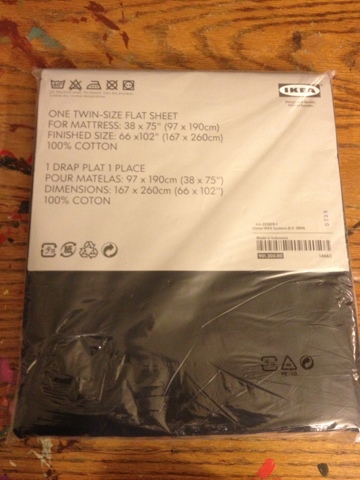 IKEA
ONE TWIN-SIZE FLAT SHEET
FOR MATTRESS: 38 x 75" (97 x 190cm)
FINISHED SIZE: 66 x102" (167 x 260cm)
100% COTTON
1 DRAP PLAT 1 PLACE
POUR MATELAS: 97 x 190cm (38 x 75")
DIMENSIONS: 167 x 260cm (66 x 102")
100% COTON